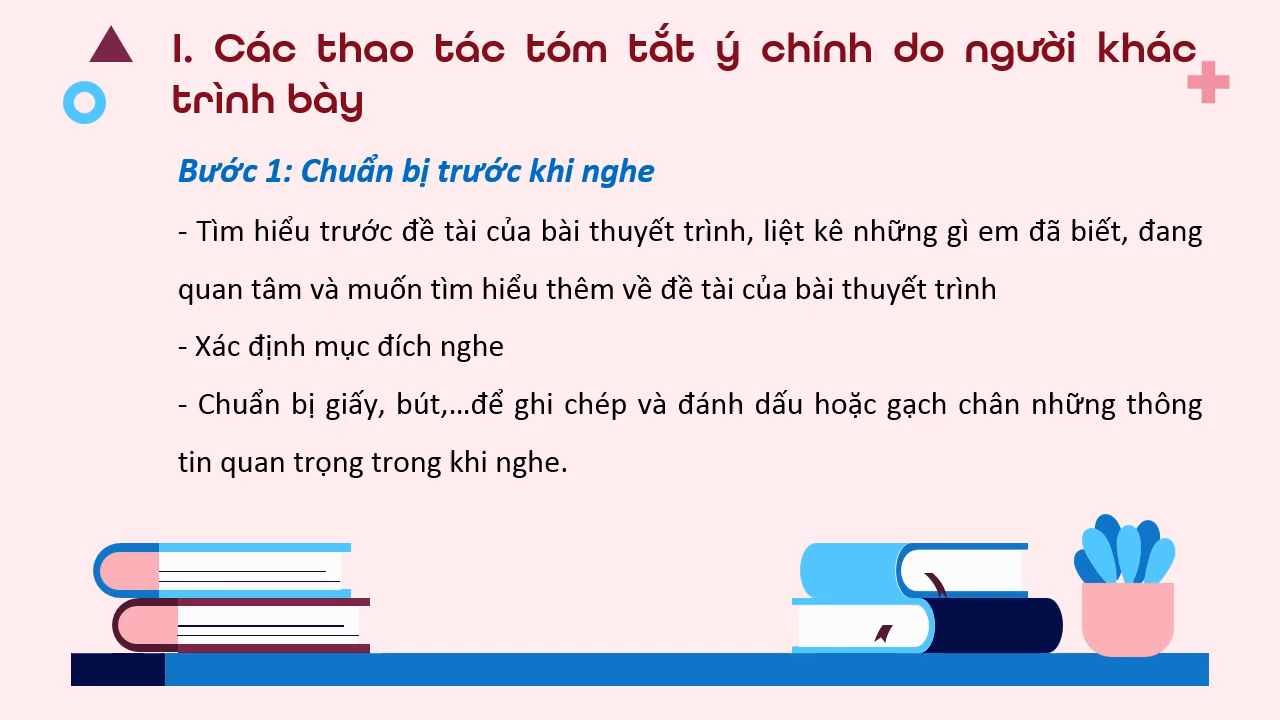 I. Các thao tác tóm tắt ý chính do người khác
trình bày
Bước 1: Chuẩn bị trước khi nghe
- Tìm hiểu trước đề tài của bài thuyết trình, liệt kê những gì em đã biết, đang
quan tâm và muốn tìm hiểu thêm về đề tài của bài thuyết trình
- Xác định mục đích nghe
- Chuẩn bị giấy, bút,...để ghi chép và đánh dấu hoặc gạch chân những thông
tin quan trọng trong khi nghe.